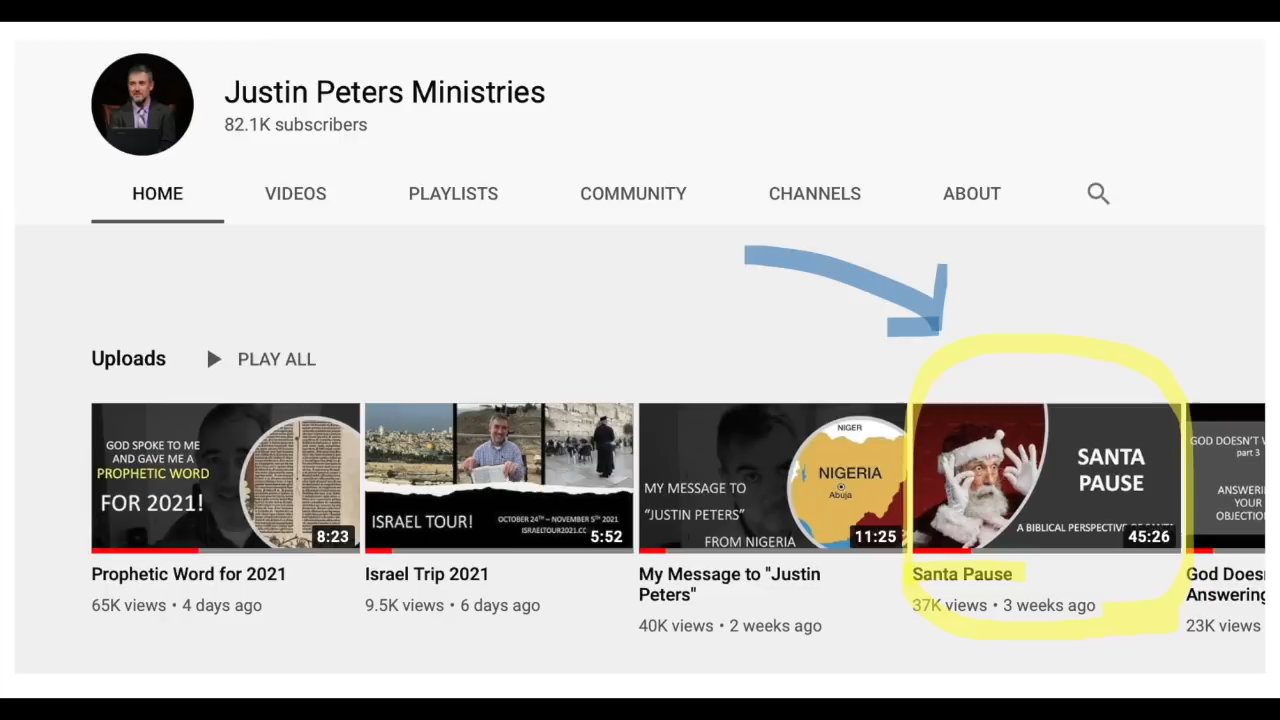 Justin Peters Ministries
82.1K subscribers
HOME VIDEOS PLAYLISTS COMMUNITY CHANNELS ABOUT
Uploads PLAY ALL
GOD SPOKE TO ME
AND GAVE ME A
PROPHETIC WORD
FOR 2021!
8:23
ISRAEL TOUR!
OCTOBER 24TH – NOVEMBER 5TH 2021
ISRAELTOUR2021.CC
5:52
MY MESSAGE TO
"JUSTIN PETERS"
FROM NIGERIA
NIGER
NIGERIA
Abuja
11:25
SANTA
PAUSE
A BIBLICAL PERSPECTIVE OF SANTA
45:26
GOD DOESN'T W
part 3
ANSWERI
YOUR
OBJECTIO
Prophetic Word for 2021
65K views • 4 days ago
Israel Trip 2021
9.5K views • 6 days ago
My Message to "Justin
Peters"
40K views • 2 weeks ago
Santa Pause
37K views • 3 weeks ago
God Does
Answering
23K views